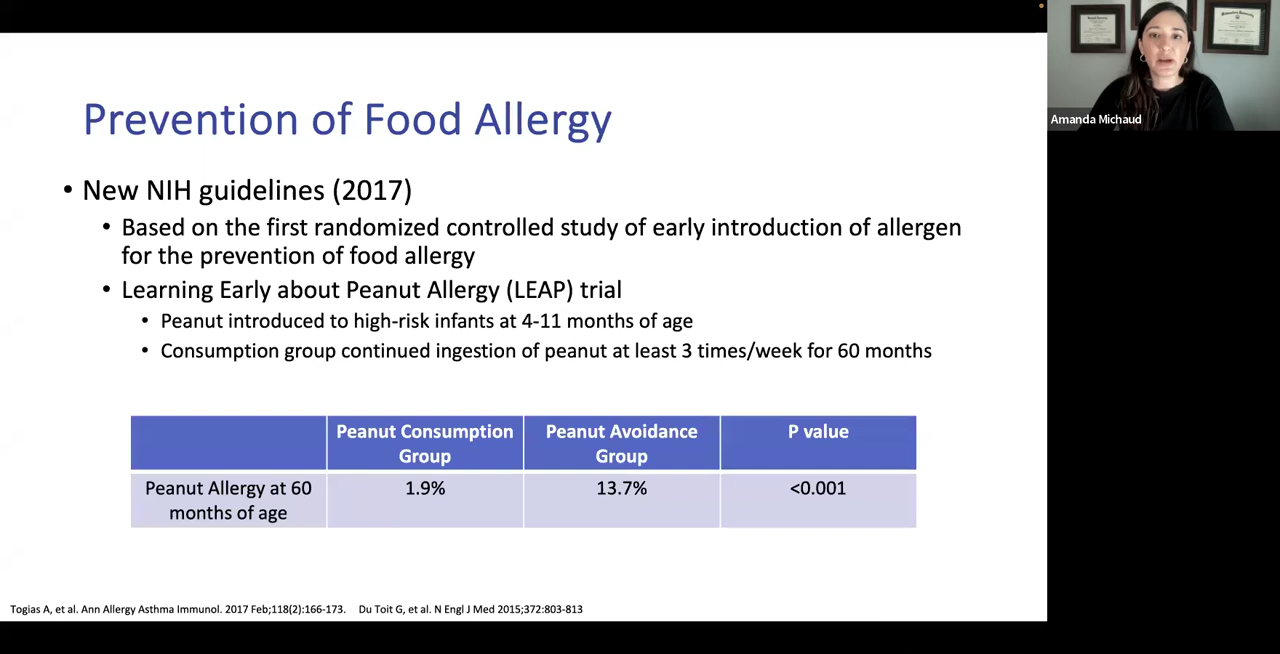 Prevention of Food Allergy
• New NIH guidelines (2017)
• Based on the first randomized controlled study of early introduction of allergen
for the prevention of food allergy
• Learning Early about Peanut Allergy (LEAP) trial
• Peanut introduced to high-risk infants at 4-11 months of age
• Consumption group continued ingestion of peanut at least 3 times/week for 60 months
Peanut Consumption
Group
Peanut Avoidance
Group
P value
Peanut Allergy at 60
months of age
1.9%
13.7%
<0.001
Togias A, et al. Ann Allergy Asthma Immunol. 2017 Feb;118(2):166-173. Du Toit G, et al. N Engl J Med 2015;372:803-813
Amanda Michaud